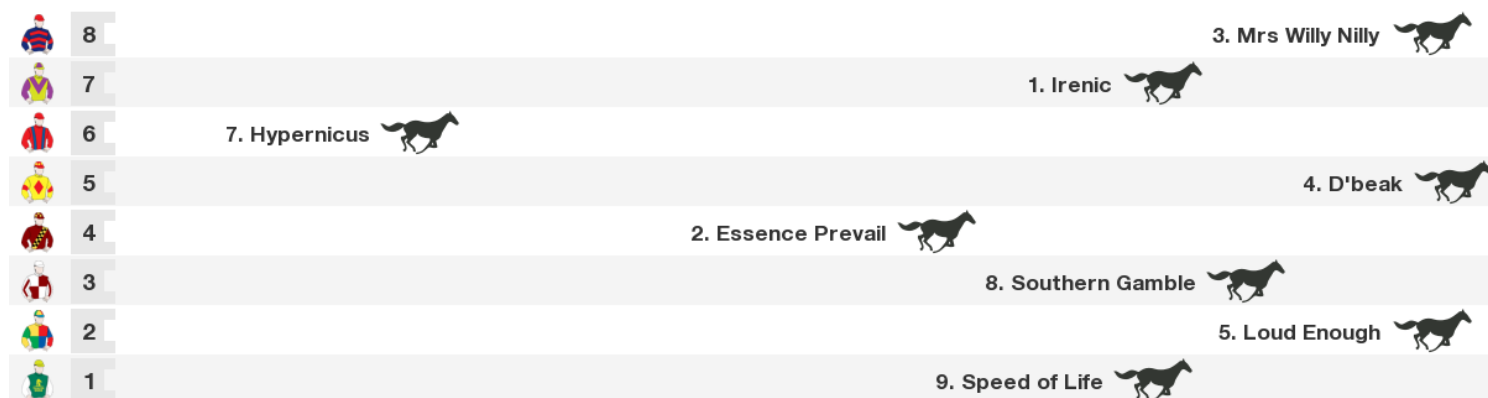 8 3. Mrs Willy Nilly
7 1. Irenic
6 7. Hypernicus
5 4. D'beak
4 2. Essence Prevail
3 8. Southern Gamble
2 5. Loud Enough
1 9. Speed of Life